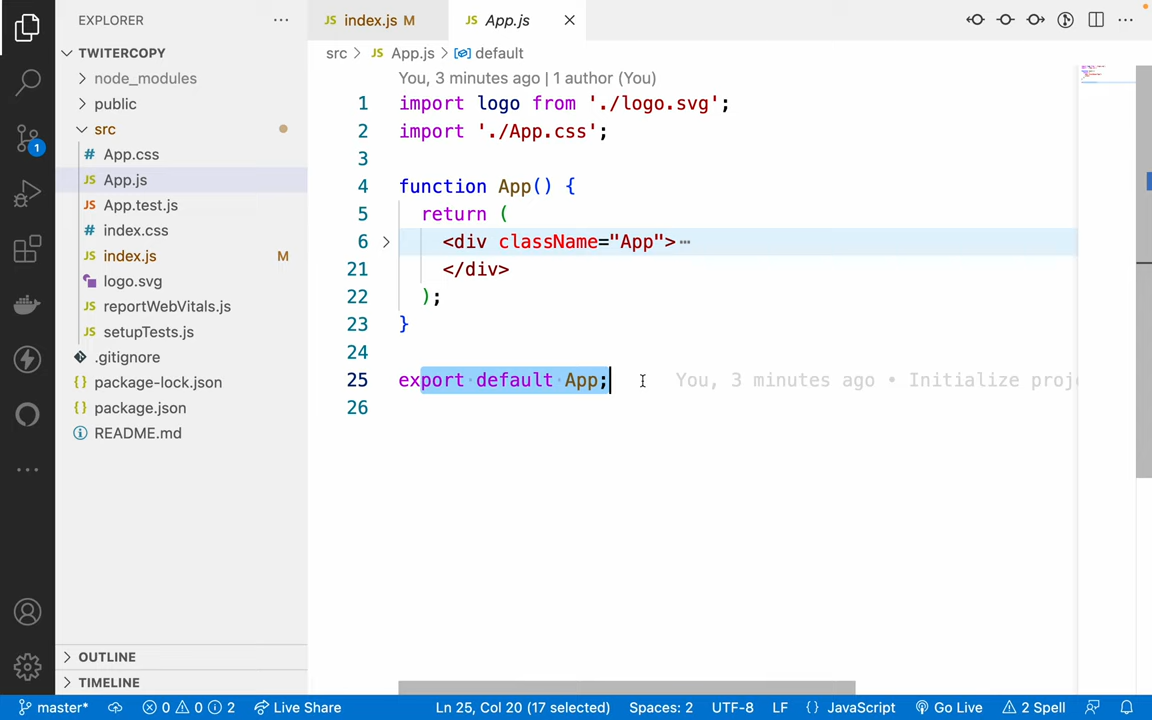 EXPLORER
index.js M
App.js
TWITERCOPY
node_modules
public
src
App.css
App.js
App.test.js
index.css
index.js M
logo.svg
reportWebVitals.js
setupTests.js
.gitignore
package-lock.json
package.json
README.md
OUTLINE
TIMELINE
1
src > App.js > default
You, 3 minutes ago | 1 author (You)
1 import logo from './logo.svg';
2 import './App.css';
3
4 function App() {
5 return (
6 <div className="App">…
21 </div>
22 );
23 }
24
25 export default App; You, 3 minutes ago • Initialize proj
26
master* 0 0 2 Live Share Ln 25, Col 20 (17 selected) Spaces: 2 UTF-8 LF {} JavaScript Go Live 2 Spell